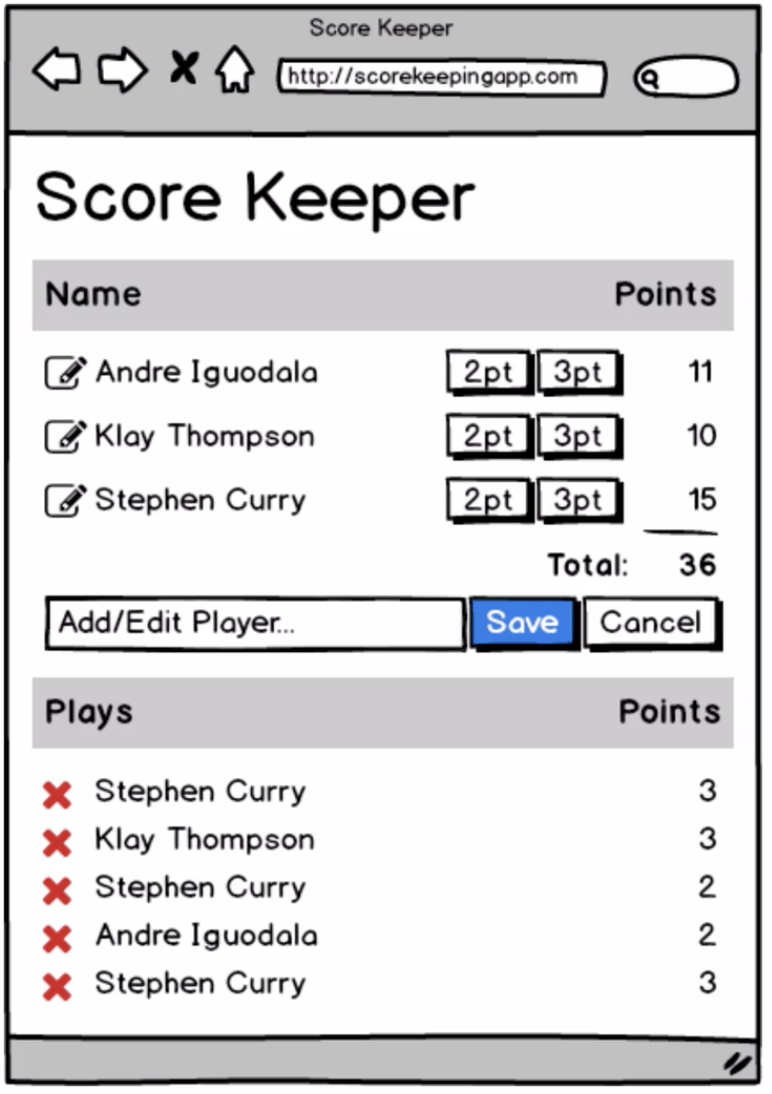 Score Keeper
http://scorekeepingapp.com
Score Keeper
Name Points
Andre Iguodala 2pt 3pt 11
Klay Thompson 2pt 3pt 10
Stephen Curry 2pt 3pt 15
Total: 36
Add/Edit Player... Save Cancel
Plays Points
Stephen Curry 3
Klay Thompson 3
Stephen Curry 2
Andre Iguodala 2
Stephen Curry 3